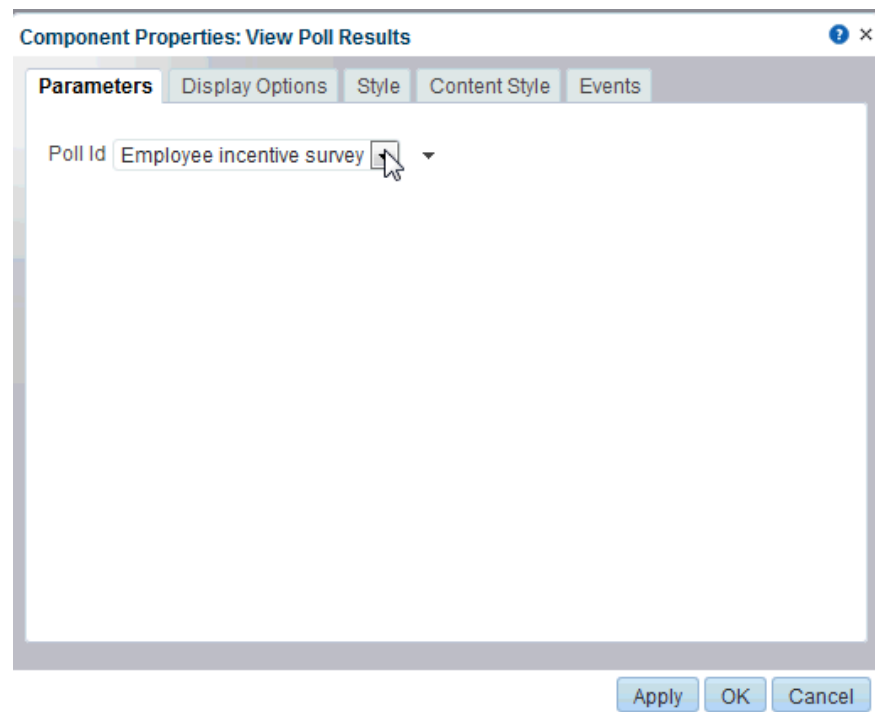 Component Properties: View Poll Results
Parameters Display Options Style Content Style Events
Poll Id Employee incentive survey
Apply OK Cancel